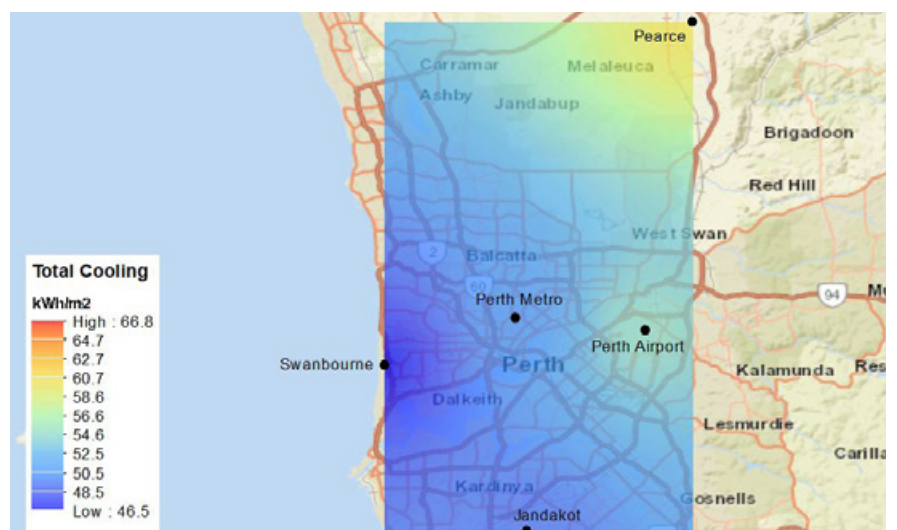 Pearce
Carramar
Melaleuca
Ashby
Jandabup
Brigadoon
Red Hill
West Swan
2
Balcatta
Total Cooling
60
kWh/m2
Perth Metro
94
High : 66.8
64.7
Perth Airport
62.7
Swanbourne
Perth
Kalamunda
60.7
58.6
Dalkeith
56.6
Lesmurdie
54.6
52.5
50.5
Kardinya
48.5
Gosnells
Low : 46.5
Jandakot